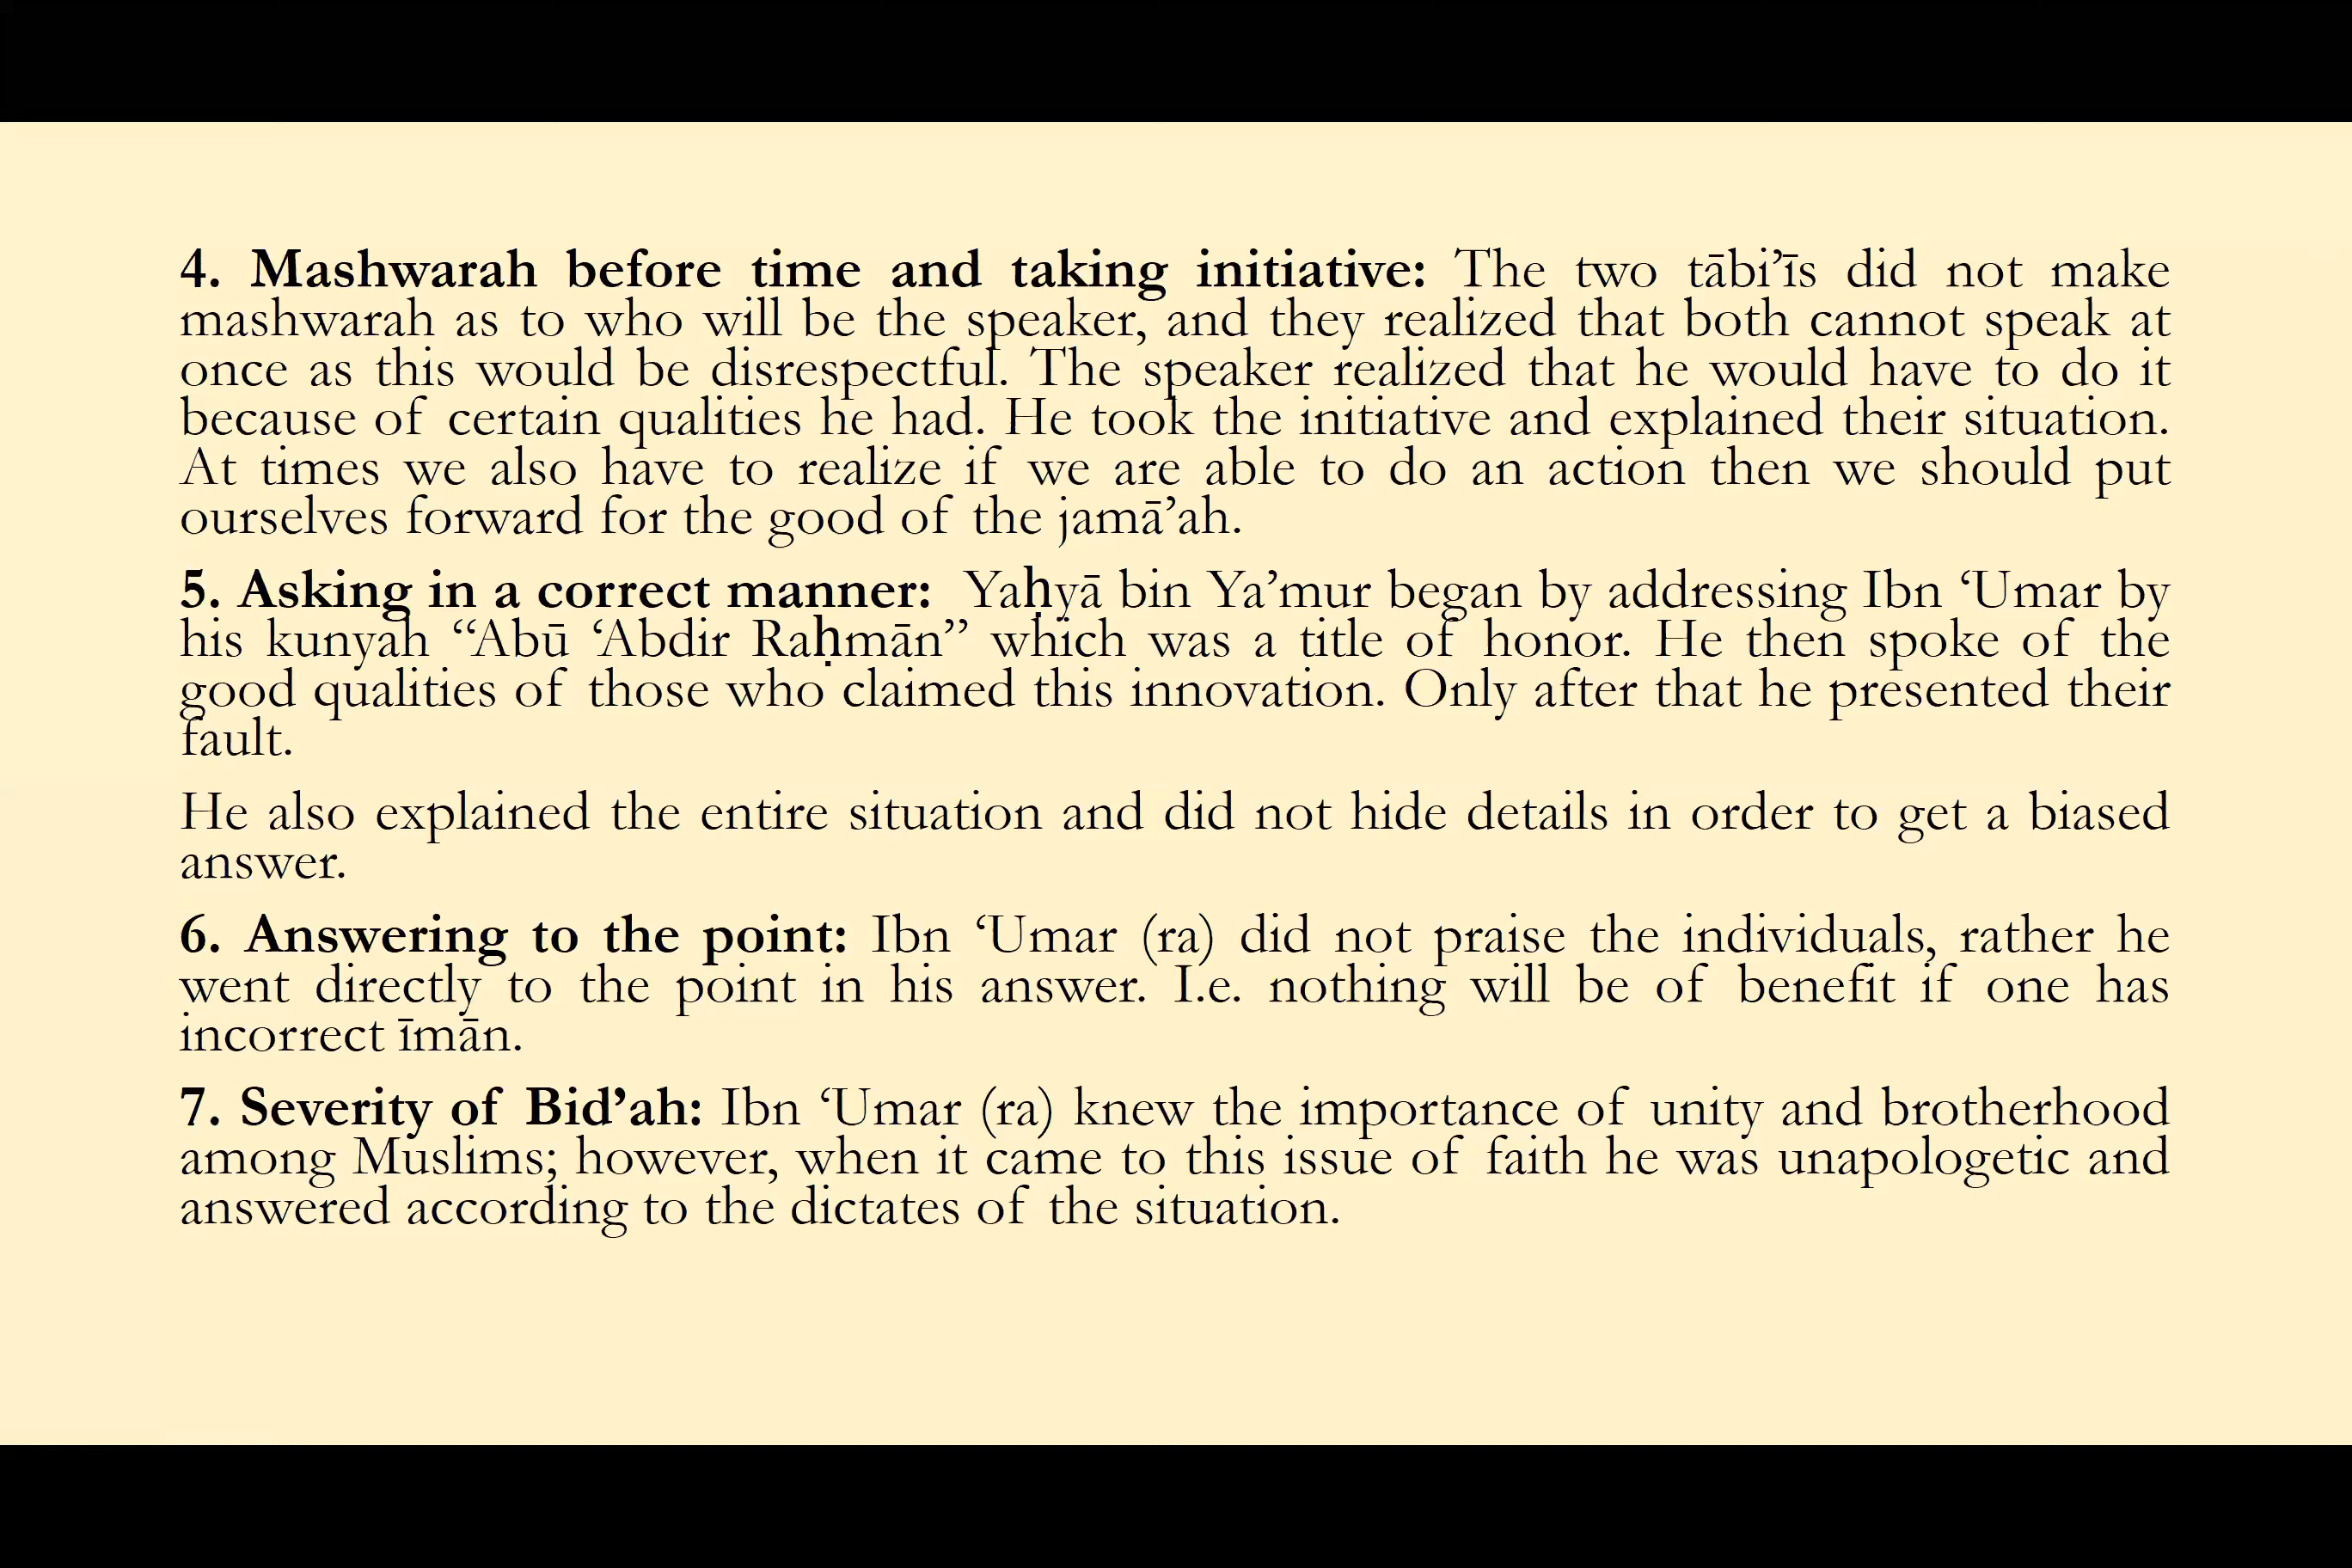 4. Mashwarah before time and taking initiative: The two tābi’īs did not make
mashwarah as to who will be the speaker, and they realized that both cannot speak at
once as this would be disrespectful. The speaker realized that he would have to do it
because of certain qualities he had. He took the initiative and explained their situation.
At times we also have to realize if we are able to do an action then we should put
ourselves forward for the good of the jamā’ah.
5. Asking in a correct manner: Yaḥyā bin Ya’mur began by addressing Ibn ‘Umar by
his kunyah “Abū ‘Abdir Raḥmān” which was a title of honor. He then spoke of the
good qualities of those who claimed this innovation. Only after that he presented their
fault.
He also explained the entire situation and did not hide details in order to get a biased
answer.
6. Answering to the point: Ibn ‘Umar (ra) did not praise the individuals, rather he
went directly to the point in his answer. I.e. nothing will be of benefit if one has
incorrect īmān.
7. Severity of Bid’ah: Ibn ‘Umar (ra) knew the importance of unity and brotherhood
among Muslims; however, when it came to this issue of faith he was unapologetic and
answered according to the dictates of the situation.